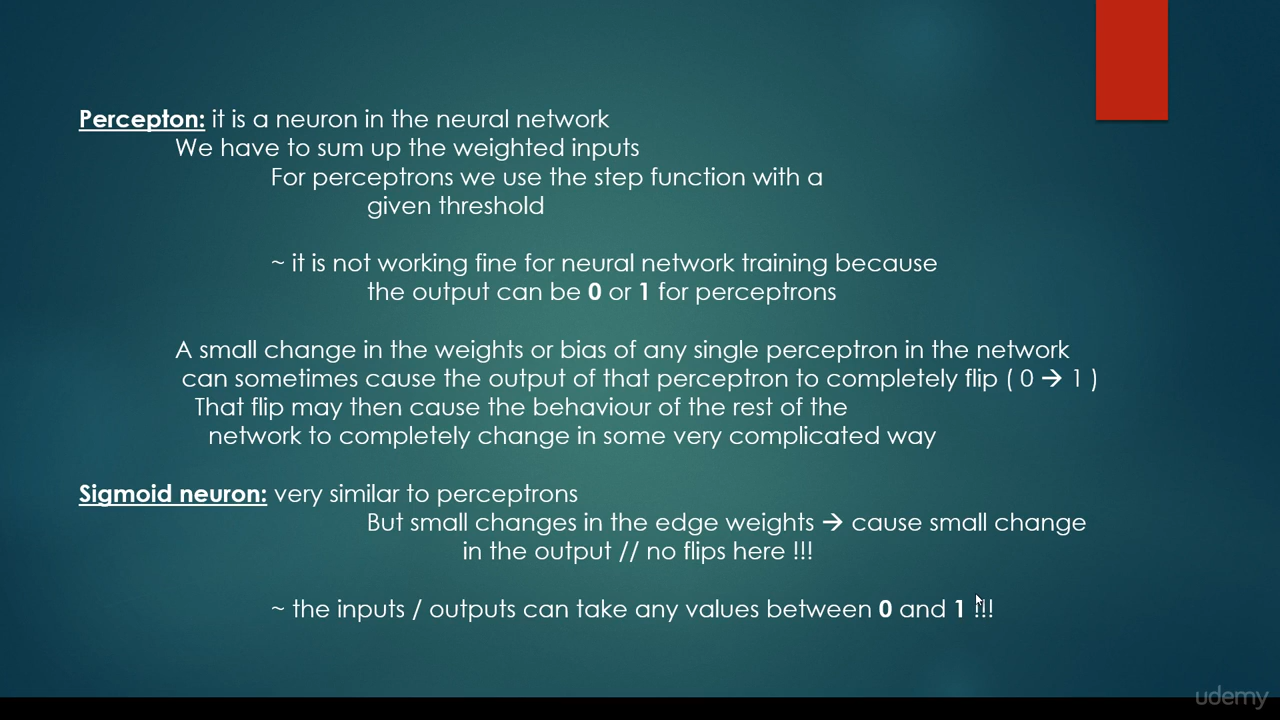 Percepton: it is a neuron in the neural network
We have to sum up the weighted inputs
For perceptrons we use the step function with a
given threshold
~ it is not working fine for neural network training because
the output can be 0 or 1 for perceptrons
A small change in the weights or bias of any single perceptron in the network
can sometimes cause the output of that perceptron to completely flip ( 0 → 1 )
That flip may then cause the behaviour of the rest of the
network to completely change in some very complicated way
Sigmoid neuron: very similar to perceptrons
But small changes in the edge weights → cause small change
in the output // no flips here !!!
~ the inputs / outputs can take any values between 0 and 1 !!!
udemy